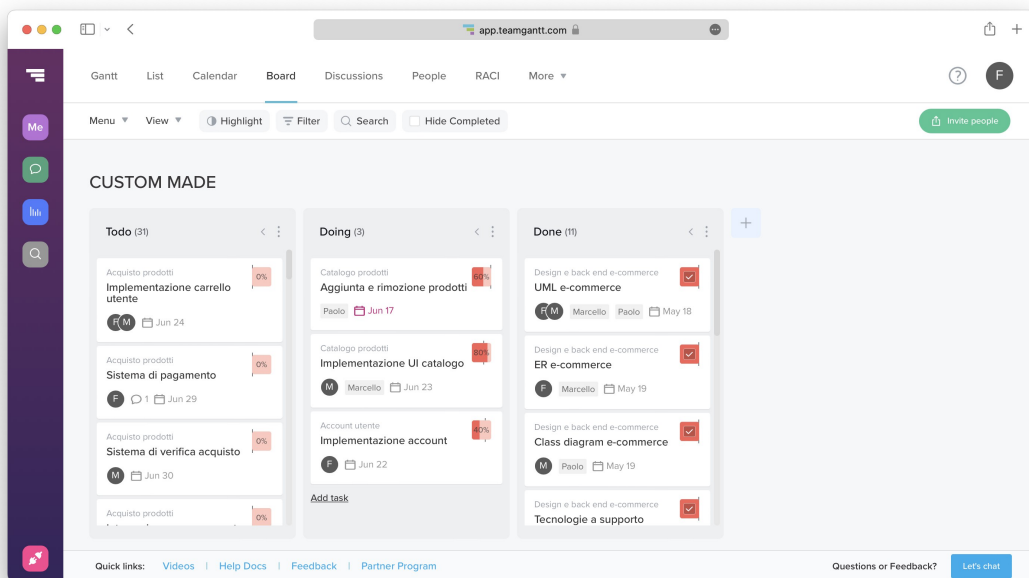 app.teamgantt.com
Gantt List Calendar Board Discussions People RACI More
? F
Menu View Highlight Filter Search Hide Completed
Invite people
Me
CUSTOM MADE
Todo (31)
Acquisto prodotti
0%
Implementazione carrello
utente
F M Jun 24
Acquisto prodotti
0%
Sistema di pagamento
F 1 Jun 29
Acquisto prodotti
0%
Sistema di verifica acquisto
M Jun 30
Acquisto prodotti
0%
Doing (3)
Catalogo prodotti
60%
Aggiunta e rimozione prodotti
Paolo Jun 17
Catalogo prodotti
80%
Implementazione UI catalogo
M Marcello Jun 23
Account utente
40%
Implementazione account
F Jun 22
Add task
Done (11)
Design e back end e-commerce
UML e-commerce
F M Marcello Paolo May 18
Design e back end e-commerce
ER e-commerce
F Marcello May 19
Design e back end e-commerce
Class diagram e-commerce
M Paolo May 19
Design e back end e-commerce
Tecnologie a supporto
Quick links: Videos | Help Docs | Feedback | Partner Program
Questions or Feedback? Let's chat